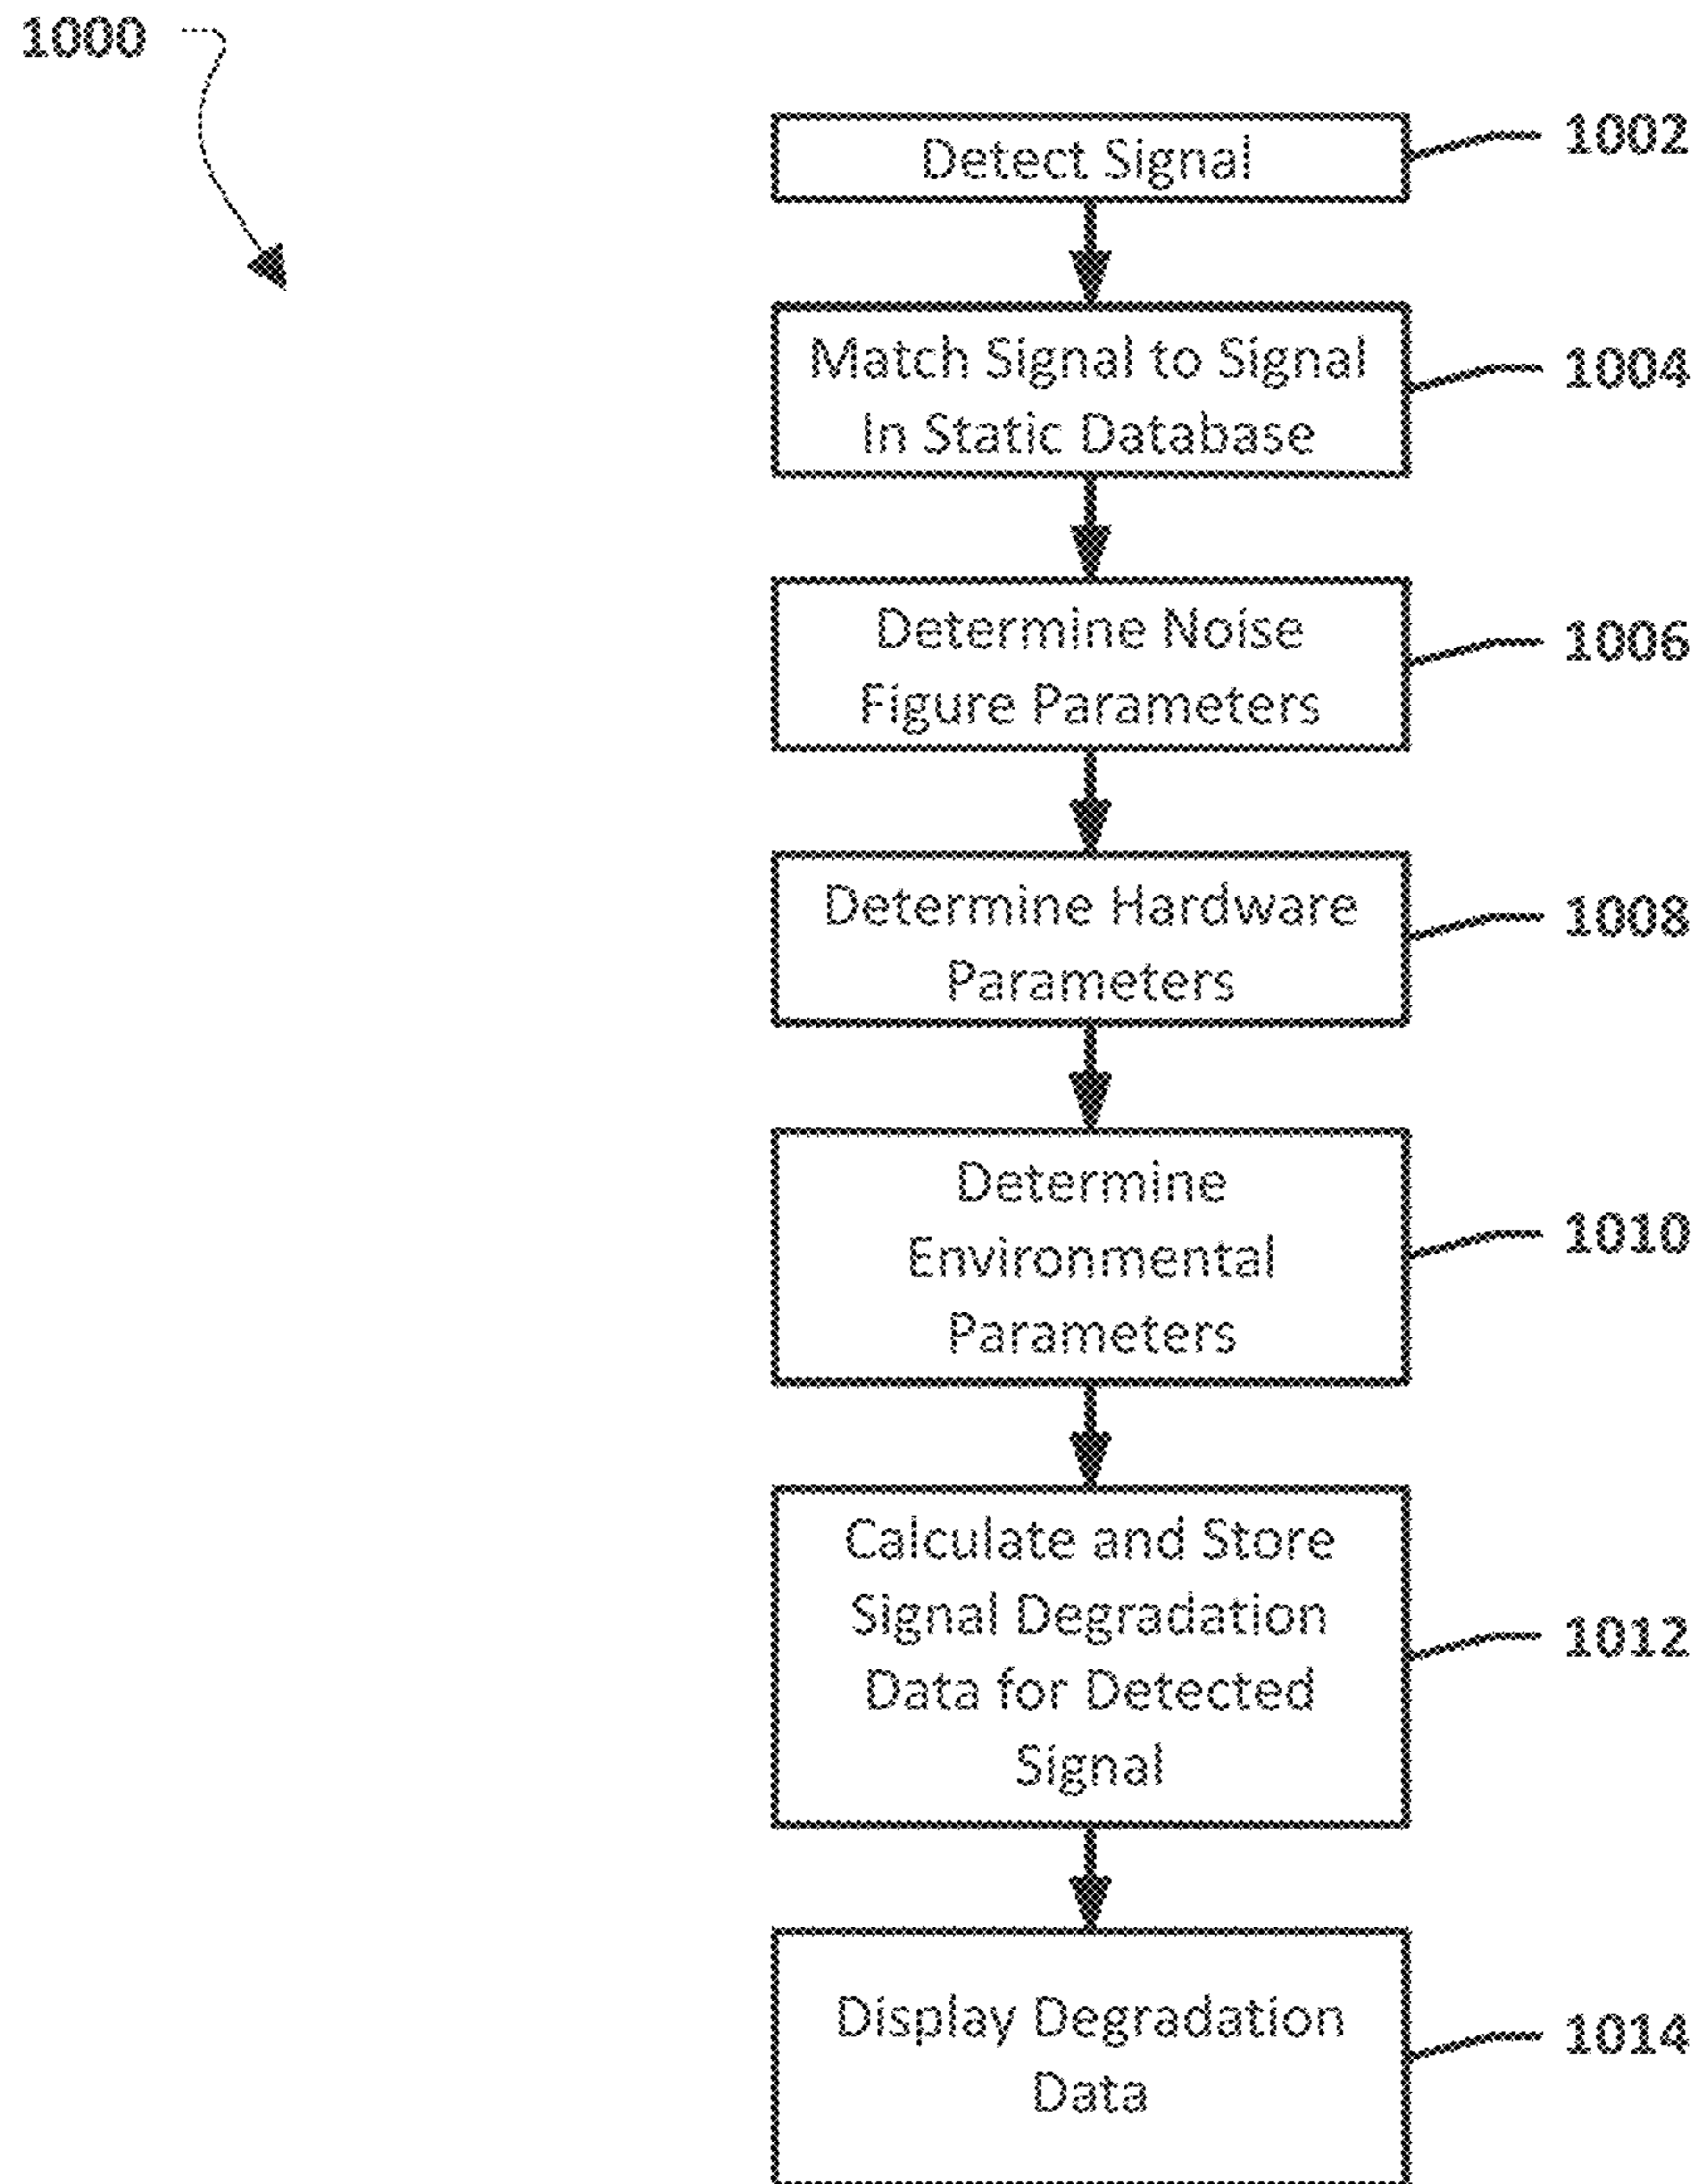 1000
Detect Signal
1002
Match Signal to Signal
In Static Database
1004
Determine Noise
Figure Parameters
1006
Determine Hardware
Parameters
1008
Determine
Environmental
Parameters
1010
Calculate and Store
Signal Degradation
Data for Detected
Signal
1012
Display Degradation
Data
1014